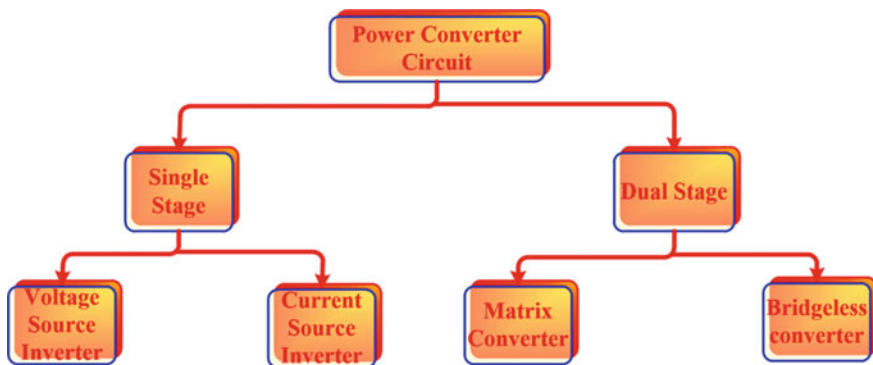 Power Converter
Circuit
Single
Stage
Dual Stage
Voltage
Source
Inverter
Current
Source
Inverter
Matrix
Converter
Bridgeless
converter